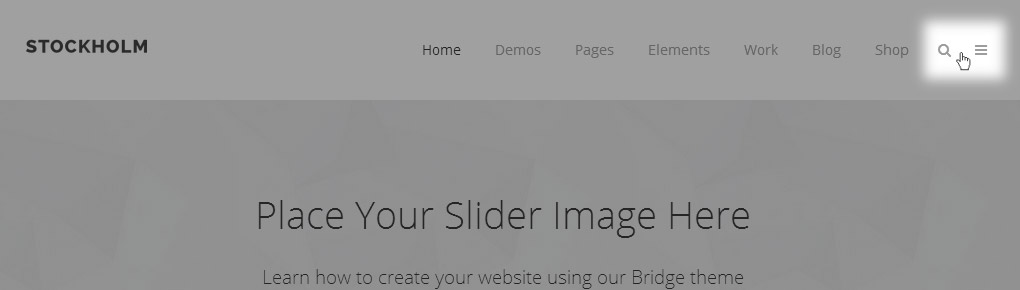 STOCKHOLM
Home Demos Pages Elements Work Blog Shop
Place Your Slider Image Here
Learn how to create your website using our Bridge theme